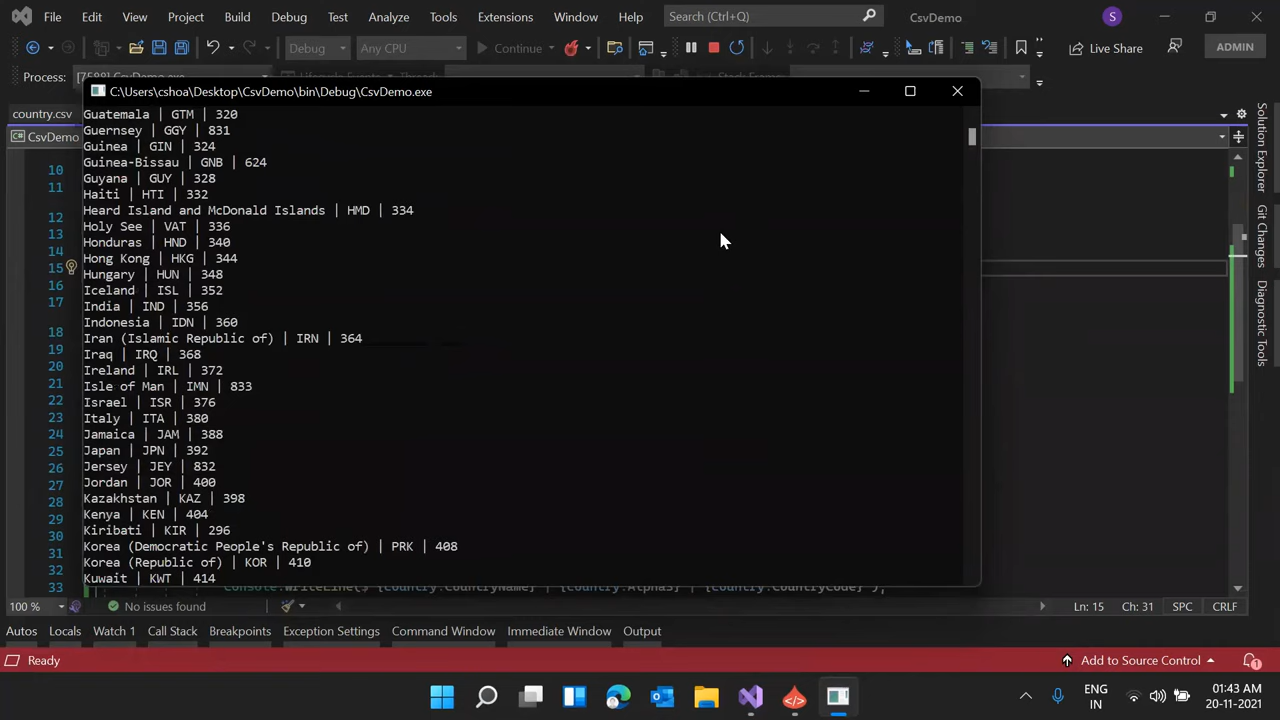 File Edit View Project Build Debug Test Analyze Tools Extensions Window Help Search (Ctrl+Q) CsvDemo S
Debug Any CPU Continue Live Share ADMIN
Process: CsvDemo.exe
C:\Users\cshoa\Desktop\CsvDemo\bin\Debug\CsvDemo.exe
country.csv
CsvDemo
Guatemala | GTM | 320
Guernsey | GGY | 831
Guinea | GIN | 324
Guinea-Bissau | GNB | 624
Guyana | GUY | 328
Haiti | HTI | 332
Heard Island and McDonald Islands | HMD | 334
Holy See | VAT | 336
Honduras | HND | 340
Hong Kong | HKG | 344
Hungary | HUN | 348
Iceland | ISL | 352
India | IND | 356
Indonesia | IDN | 360
Iran (Islamic Republic of) | IRN | 364
Iraq | IRQ | 368
Ireland | IRL | 372
Isle of Man | IMN | 833
Israel | ISR | 376
Italy | ITA | 380
Jamaica | JAM | 388
Japan | JPN | 392
Jersey | JEY | 832
Jordan | JOR | 400
Kazakhstan | KAZ | 398
Kenya | KEN | 404
Kiribati | KIR | 296
Korea (Democratic People's Republic of) | PRK | 408
Korea (Republic of) | KOR | 410
Kuwait | KWT | 414
10
11
12
13
14
15
16
17
18
19
20
21
22
23
24
25
26
27
28
29
30
31
32
33
Solution Explorer
Git Changes
Diagnostic Tools
100 % No issues found Ln: 15 Ch: 31 SPC CRLF
Autos Locals Watch 1 Call Stack Breakpoints Exception Settings Command Window Immediate Window Output
Ready Add to Source Control 1
ENG IN 01:43 AM 20-11-2021